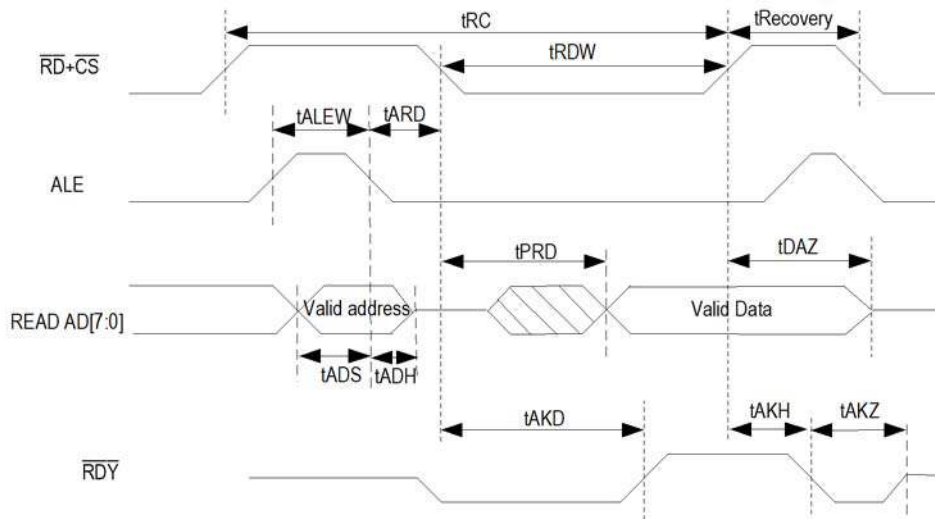 tRC
tRecovery
RD+CS
tRDW
tALEW
tARD
ALE
tPRD
tDAZ
READ AD[7:0]
Valid address
Valid Data
tADS
tADH
tAKD
tAKH
tAKZ
RDY